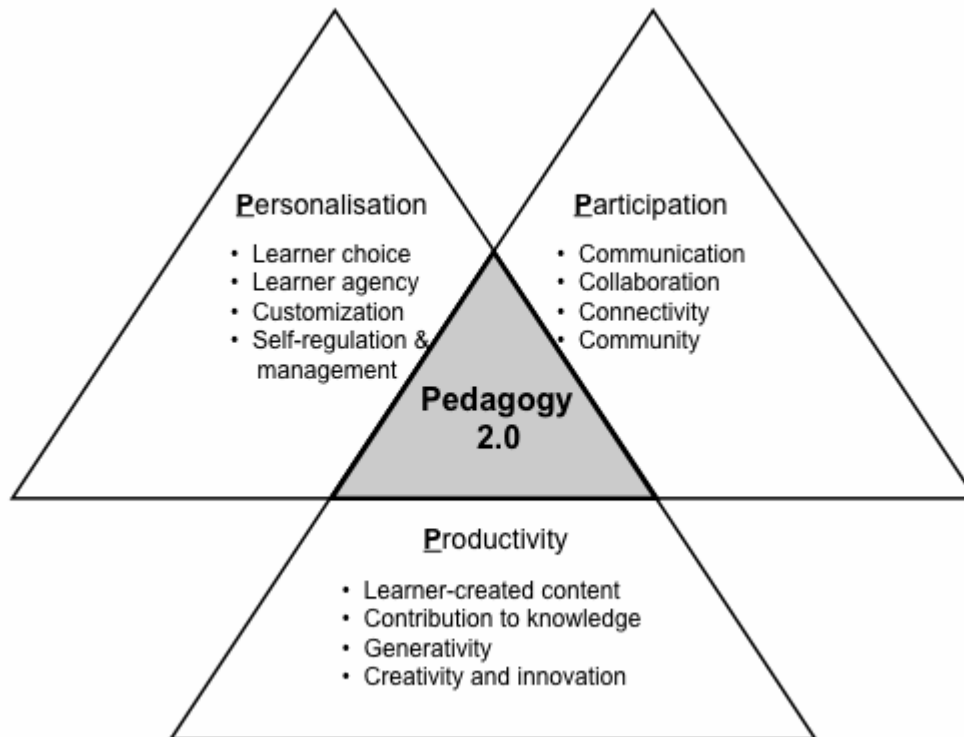 Personalisation
• Learner choice
• Learner agency
• Customization
• Self-regulation &
management
Participation
• Communication
• Collaboration
• Connectivity
• Community
Pedagogy
2.0
Productivity
• Learner-created content
• Contribution to knowledge
• Generativity
• Creativity and innovation